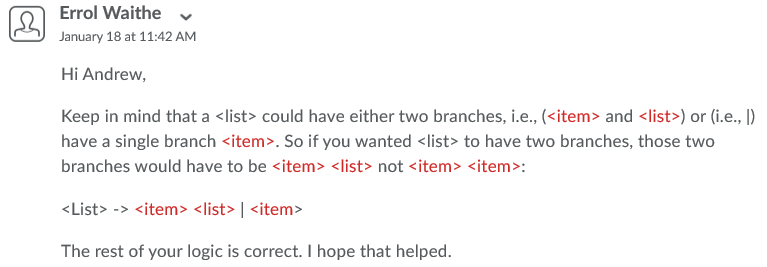 Errol Waithe
January 18 at 11:42 AM
Hi Andrew,
Keep in mind that a <list> could have either two branches, i.e., (<item> and <list>) or (i.e., |)
have a single branch <item>. So if you wanted <list> to have two branches, those two
branches would have to be <item> <list> not <item> <item>:
<List> -> <item> <list> | <item>
The rest of your logic is correct. I hope that helped.